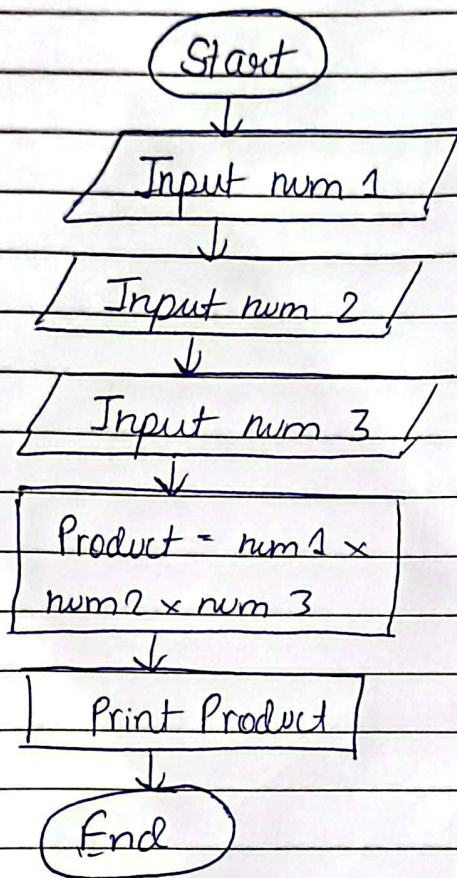 Start
Input num 1
Input num 2
Input num 3
Product = num 1 ×
num 2 × num 3
Print Product
End